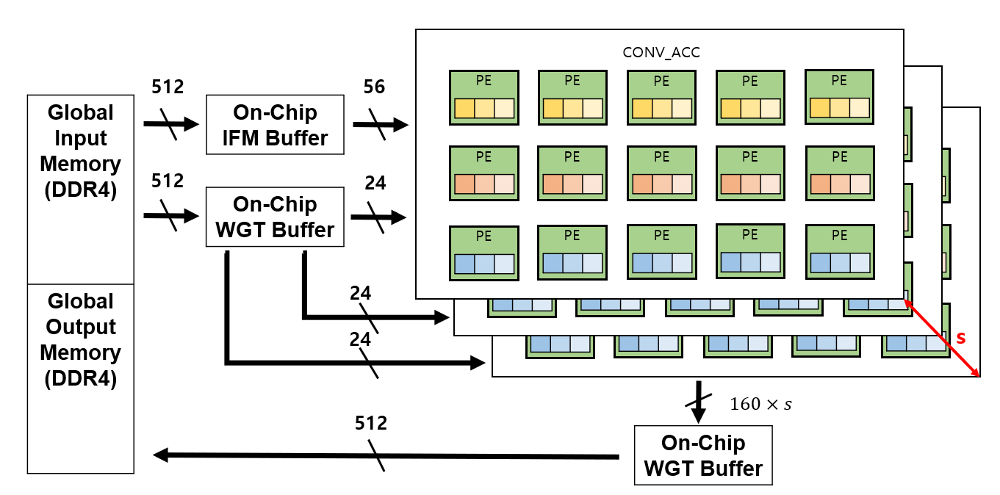 CONV_ACC
512
56
PE PE PE PE PE
Global
Input
Memory
(DDR4)
On-Chip
IFM Buffer
512
24
PE PE PE PE PE
On-Chip
WGT Buffer
PE PE PE PE PE
24
24
s
Global
Output
Memory
(DDR4)
160 × s
512
On-Chip
WGT Buffer